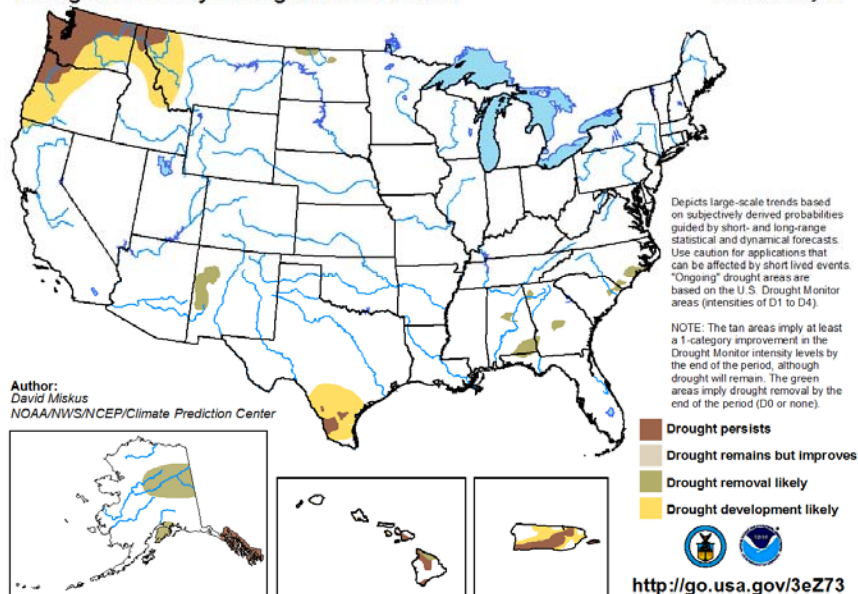 Depicts large-scale trends based
on subjectively derived probabilities
guided by short- and long-range
statistical and dynamical forecasts.
Use caution for applications that
can be affected by short lived events.
"Ongoing" drought areas are
based on the U.S. Drought Monitor
areas (intensities of D1 to D4).
NOTE: The tan areas imply at least
a 1-category improvement in the
Drought Monitor intensity levels by
the end of the period, although
drought will remain. The green
areas imply drought removal by the
end of the period (D0 or none).
Author:
David Miskus
NOAA/NWS/NCEP/Climate Prediction Center
Drought persists
Drought remains but improves
Drought removal likely
Drought development likely
http://go.usa.gov/3eZ73